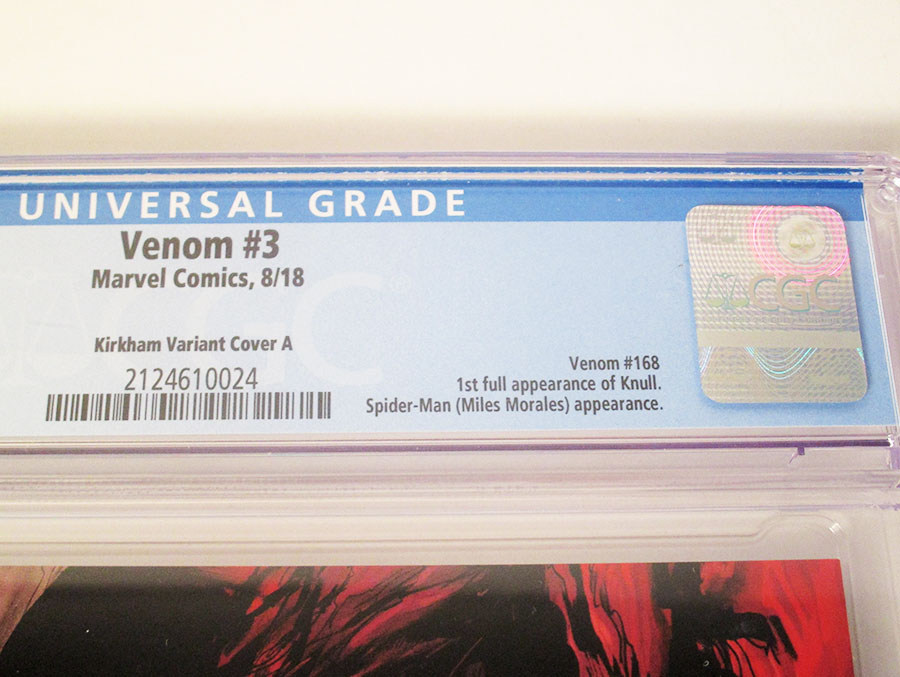 UNIVERSAL GRADE
Venom #3
Marvel Comics, 8/18
Kirkham Variant Cover A
2124610024
Venom #168
1st full appearance of Knull.
Spider-Man (Miles Morales) appearance.
CGC